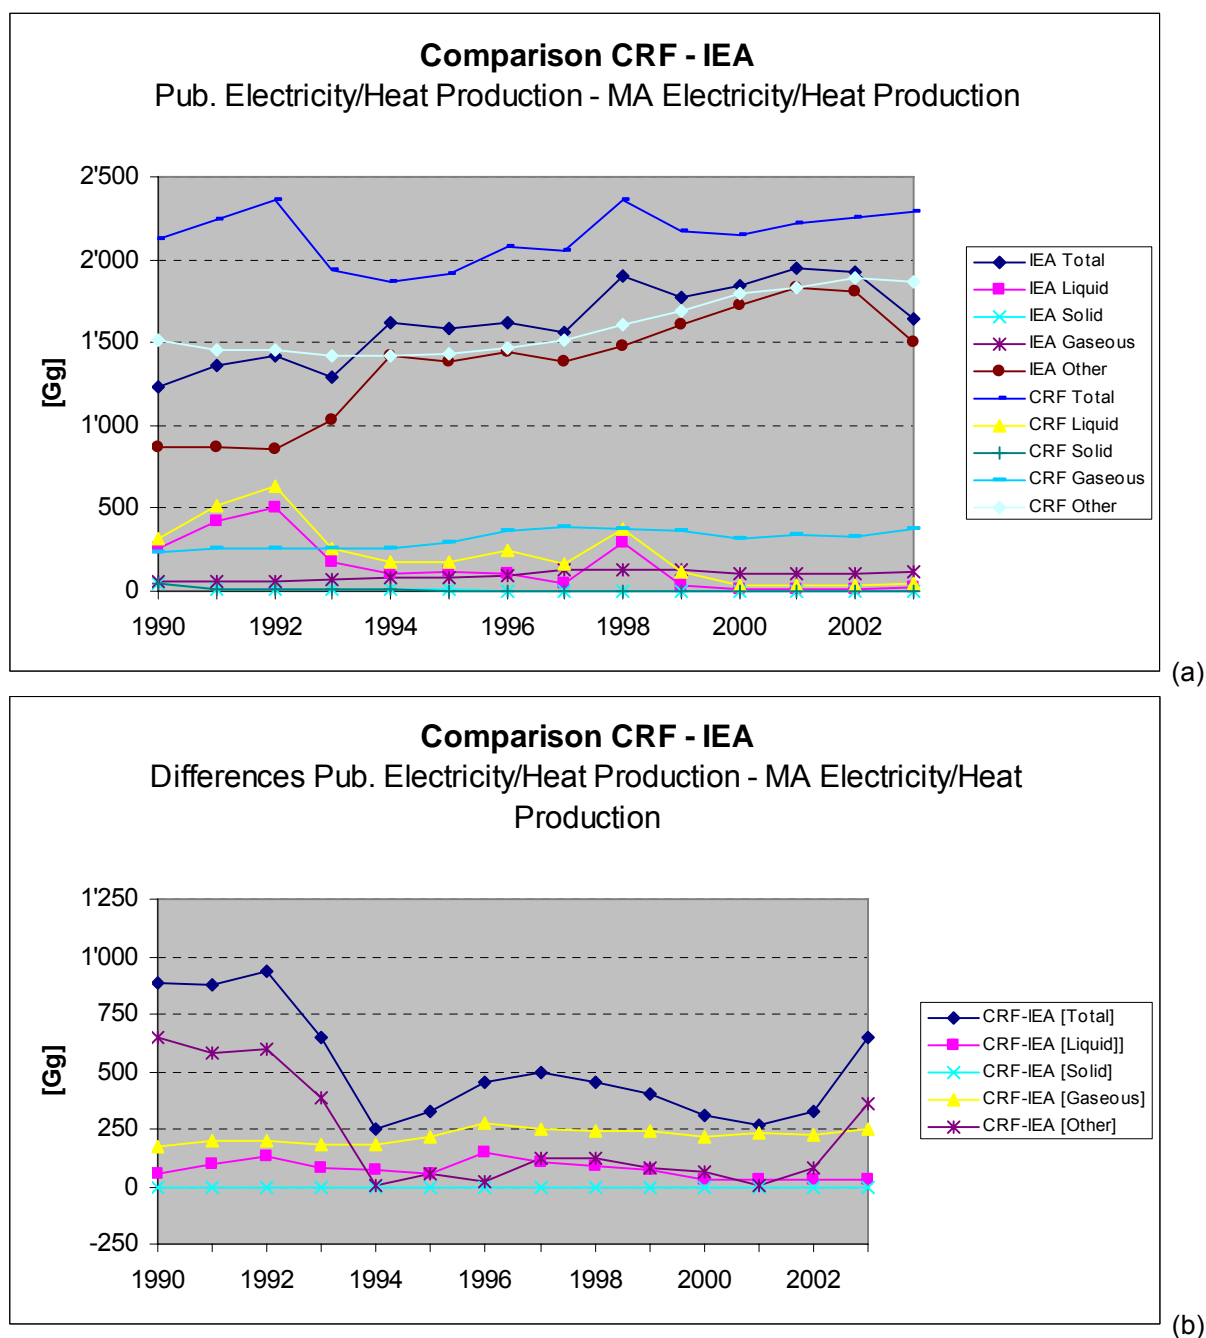 Comparison CRF - IEA
Pub. Electricity/Heat Production - MA Electricity/Heat Production
2'500
2'000
1'500
1'000
500
0
[Gg]
1990 1992 1994 1996 1998 2000 2002
IEA Total
IEA Liquid
IEA Solid
IEA Gaseous
IEA Other
CRF Total
CRF Liquid
CRF Solid
CRF Gaseous
CRF Other
(a)
Comparison CRF - IEA
Differences Pub. Electricity/Heat Production - MA Electricity/Heat
Production
1'250
1'000
750
500
250
0
-250
[Gg]
1990 1992 1994 1996 1998 2000 2002
CRF-IEA [Total]
CRF-IEA [Liquid]]
CRF-IEA [Solid]
CRF-IEA [Gaseous]
CRF-IEA [Other]
(b)